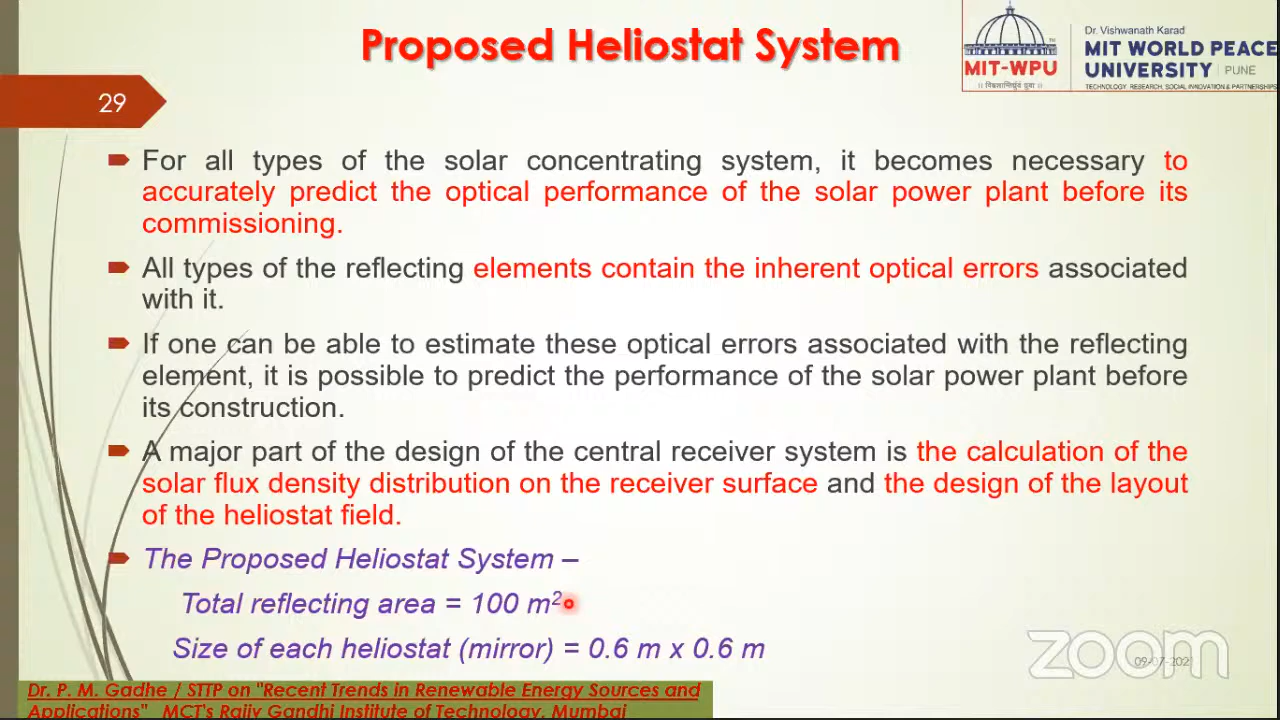 Proposed Heliostat System
MIT-WPU
Dr. Vishwanath Karad
MIT WORLD PEACE
UNIVERSITY | PUNE
TECHNOLOGY, RESEARCH, SOCIAL INNOVATION & PARTNERSHIPS
29
For all types of the solar concentrating system, it becomes necessary to
accurately predict the optical performance of the solar power plant before its
commissioning.
All types of the reflecting elements contain the inherent optical errors associated
with it.
If one can be able to estimate these optical errors associated with the reflecting
element, it is possible to predict the performance of the solar power plant before
its construction.
A major part of the design of the central receiver system is the calculation of the
solar flux density distribution on the receiver surface and the design of the layout
of the heliostat field.
The Proposed Heliostat System –
Total reflecting area = 100 m²
Size of each heliostat (mirror) = 0.6 m x 0.6 m
zoom
09-07-2021
Dr. P. M. Gadhe / STTP on "Recent Trends in Renewable Energy Sources and
Applications" MCT's Rajiv Gandhi Institute of Technology, Mumbai